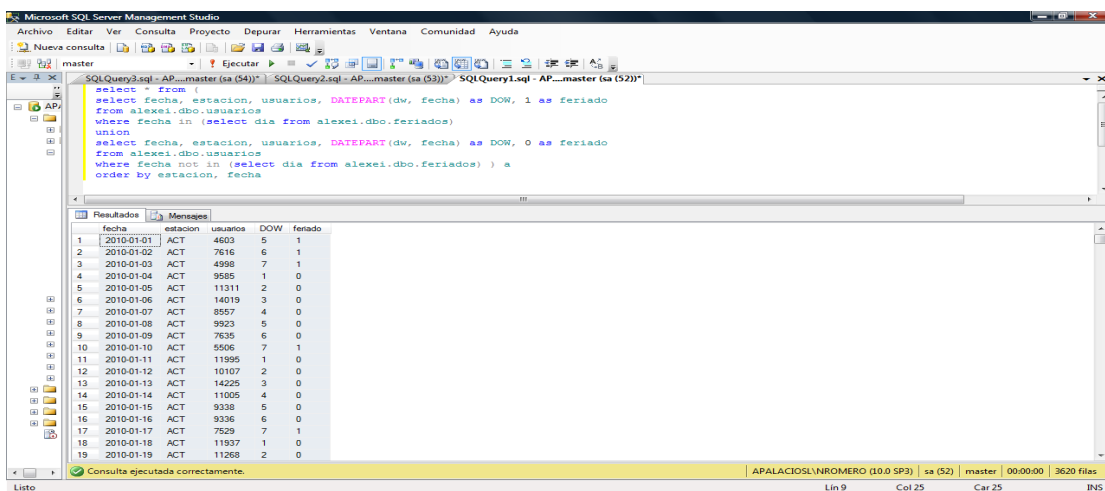 Microsoft SQL Server Management Studio
Archivo Editar Ver Consulta Proyecto Depurar Herramientas Ventana Comunidad Ayuda
Nueva consulta
master Ejecutar
SQLQuery3.sql - AP....master (sa (54))* SQLQuery2.sql - AP....master (sa (53))* SQLQuery1.sql - AP....master (sa (52))*
select * from (
select fecha, estacion, usuarios, DATEPART(dw, fecha) as DOW, 1 as feriado
from alexei.dbo.usuarios
where fecha in (select dia from alexei.dbo.feriados)
union
select fecha, estacion, usuarios, DATEPART(dw, fecha) as DOW, 0 as feriado
from alexei.dbo.usuarios
where fecha not in (select dia from alexei.dbo.feriados) ) a
order by estacion, fecha
Resultados Mensajes
fecha estacion usuarios DOW feriado
1 2010-01-01 ACT 4603 5 1
2 2010-01-02 ACT 7616 6 1
3 2010-01-03 ACT 4998 7 1
4 2010-01-04 ACT 9585 1 0
5 2010-01-05 ACT 11311 2 0
6 2010-01-06 ACT 14019 3 0
7 2010-01-07 ACT 8557 4 0
8 2010-01-08 ACT 9923 5 0
9 2010-01-09 ACT 7635 6 0
10 2010-01-10 ACT 5506 7 1
11 2010-01-11 ACT 11995 1 0
12 2010-01-12 ACT 10107 2 0
13 2010-01-13 ACT 14225 3 0
14 2010-01-14 ACT 11005 4 0
15 2010-01-15 ACT 9338 5 0
16 2010-01-16 ACT 9336 6 0
17 2010-01-17 ACT 7529 7 1
18 2010-01-18 ACT 11937 1 0
19 2010-01-19 ACT 11268 2 0
Consulta ejecutada correctamente. APALACIOSL\NROMERO (10.0 SP3) sa (52) master 00:00:00 3620 filas
Listo Lín 9 Col 25 Car 25 INS